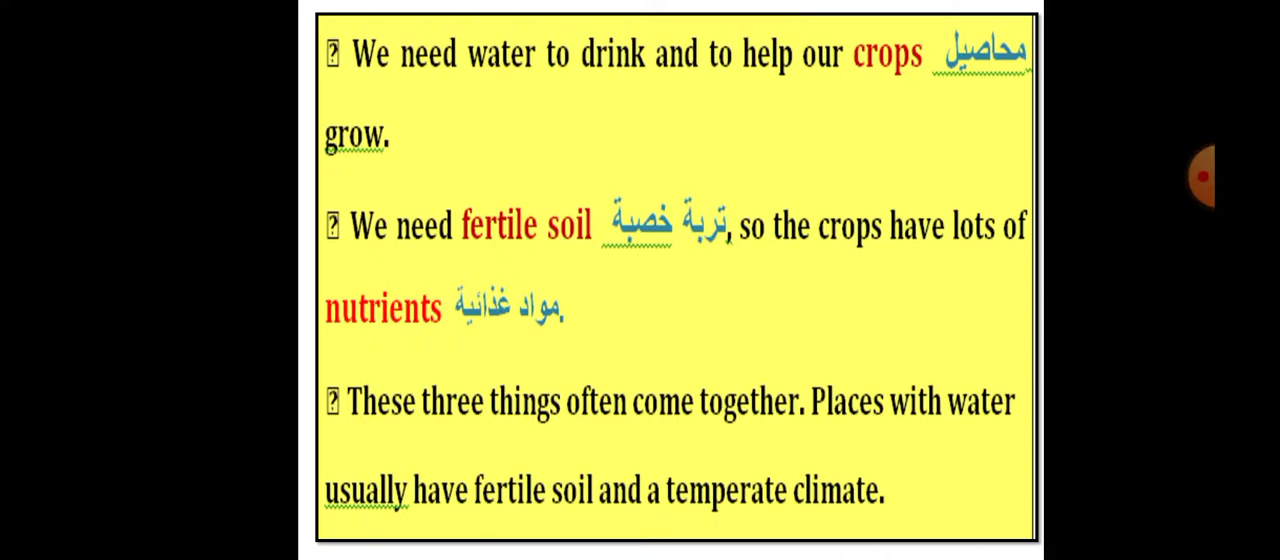 We need water to drink and to help our crops محاصيل
grow.
We need fertile soil تربة خصبة, so the crops have lots of
nutrients مواد غذائية.
These three things often come together. Places with water
usually have fertile soil and a temperate climate.